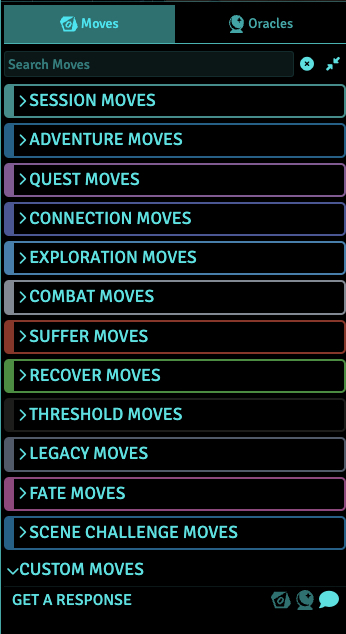 Moves
Oracles
Search Moves
SESSION MOVES
ADVENTURE MOVES
QUEST MOVES
CONNECTION MOVES
EXPLORATION MOVES
COMBAT MOVES
SUFFER MOVES
RECOVER MOVES
THRESHOLD MOVES
LEGACY MOVES
FATE MOVES
SCENE CHALLENGE MOVES
CUSTOM MOVES
GET A RESPONSE